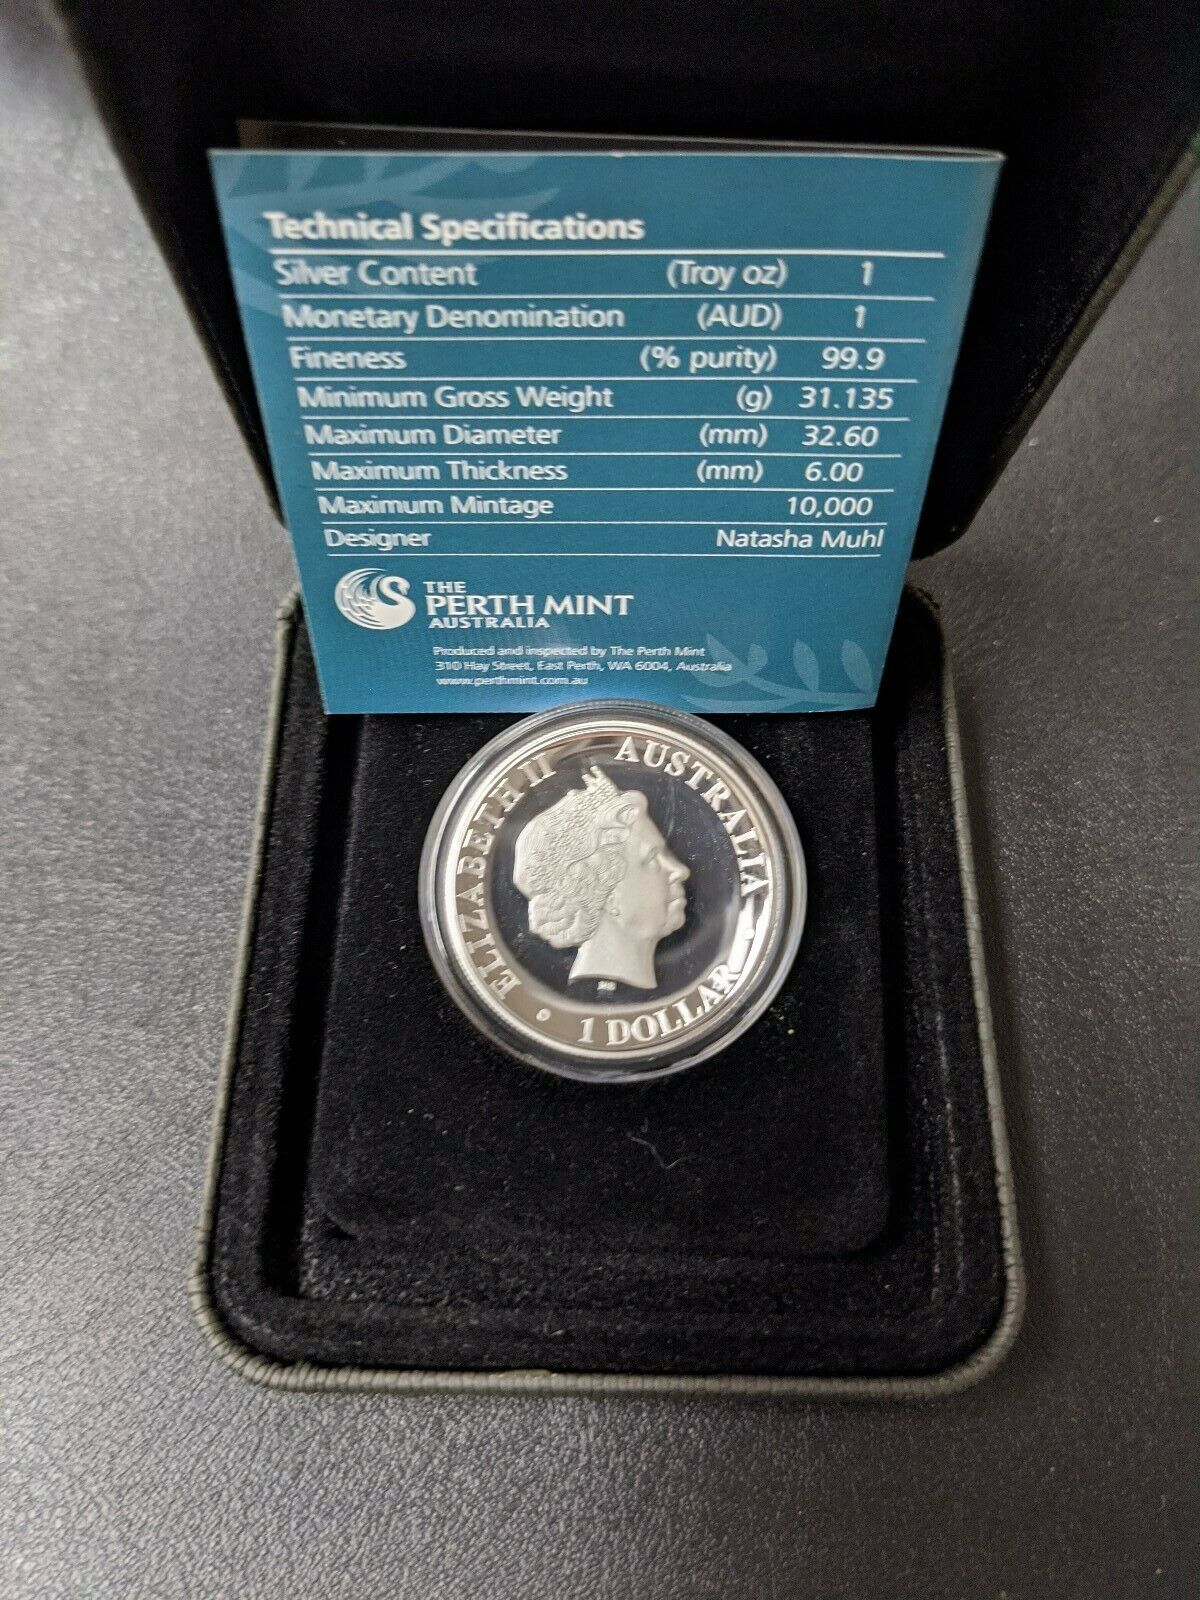 Technical Specifications
Silver Content (Troy oz) 1
Monetary Denomination (AUD) 1
Fineness (% purity) 99.9
Minimum Gross Weight (g) 31.135
Maximum Diameter (mm) 32.60
Maximum Thickness (mm) 6.00
Maximum Mintage 10,000
Designer Natasha Muhl
THE
PERTH MINT
AUSTRALIA
Produced and inspected by The Perth Mint
310 Hay Street, East Perth, WA 6004, Australia
www.perthmint.com.au
ELIZABETH II AUSTRALIA
1 DOLLAR